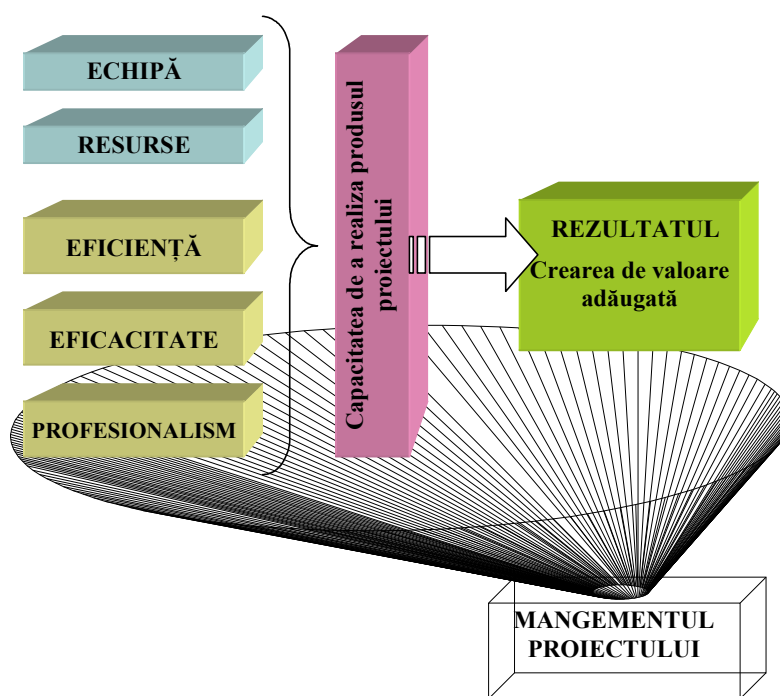 ECHIPĂ
RESURSE
EFICIENȚĂ
EFICACITATE
PROFESIONALISM
Capacitatea de a realiza produsul
proiectului
REZULTATUL
Crearea de valoare
adăugată
MANGEMENTUL
PROIECTULUI